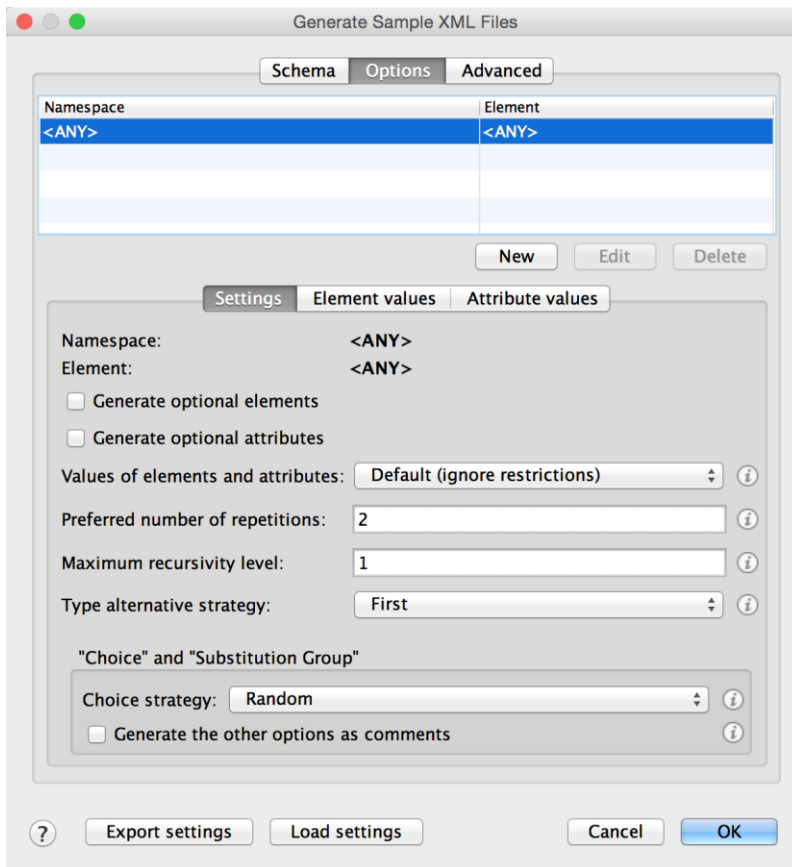 Generate Sample XML Files
Schema Options Advanced
Namespace Element
<ANY> <ANY>
New Edit Delete
Settings Element values Attribute values
Namespace: <ANY>
Element: <ANY>
Generate optional elements
Generate optional attributes
Values of elements and attributes: Default (ignore restrictions) i
Preferred number of repetitions: 2 i
Maximum recursivity level: 1 i
Type alternative strategy: First i
"Choice" and "Substitution Group"
Choice strategy: Random i
Generate the other options as comments i
? Export settings Load settings Cancel OK